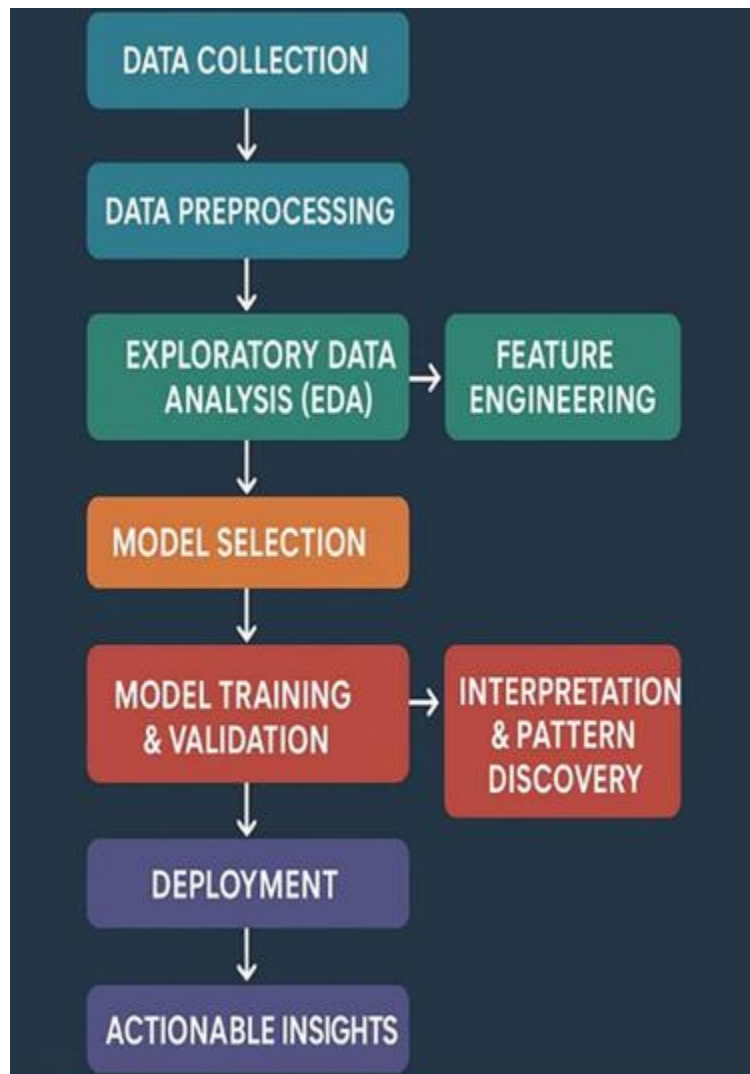 DATA COLLECTION
DATA PREPROCESSING
EXPLORATORY DATA
ANALYSIS (EDA)
FEATURE
ENGINEERING
MODEL SELECTION
MODEL TRAINING
& VALIDATION
INTERPRETATION
& PATTERN
DISCOVERY
DEPLOYMENT
ACTIONABLE INSIGHTS